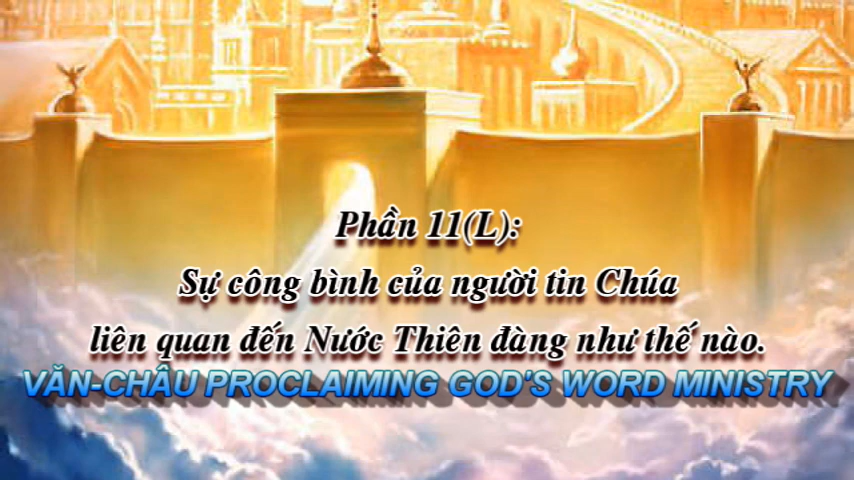 Phần 11(L):
Sự công bình của người tin Chúa
liên quan đến Nước Thiên đàng như thế nào.
VĂN-CHÂU PROCLAIMING GOD'S WORD MINISTRY